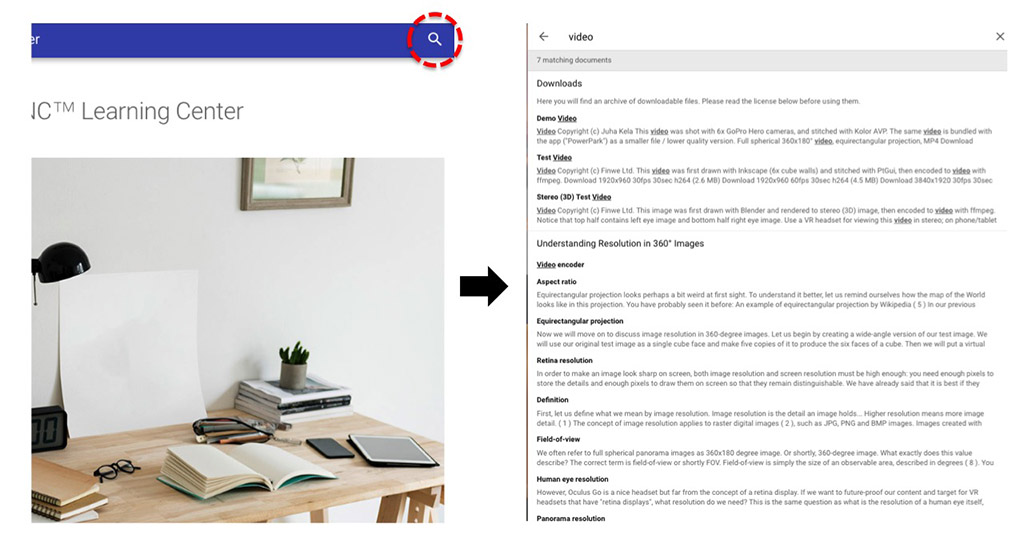 er
NC™ Learning Center
video
7 matching documents
Downloads
Here you will find an archive of downloadable files. Please read the license below before using them.
Demo Video
Video Copyright (c) Juha Kela This video was shot with 6x GoPro Hero cameras, and stitched with Kolor AVP. The same video is bundled with
the app ("PowerPark") as a smaller file / lower quality version. Full spherical 360x180° video, equirectangular projection, MP4 Download
Test Video
Video Copyright (c) Finwe Ltd. This video was first drawn with Inkscape (6x cube walls) and stitched with PtGui, then encoded to video with
ffmpeg. Download 1920x960 30fps 30sec h264 (2.6 MB) Download 1920x960 60fps 30sec h264 (4.5 MB) Download 3840x1920 30fps 30sec
Stereo (3D) Test Video
Video Copyright (c) Finwe Ltd. This image was first drawn with Blender and rendered to stereo (3D) image, then encoded to video with ffmpeg.
Notice that top half contains left eye image and bottom half right eye image. Use a VR headset for viewing this video in stereo; on phone/tablet
Understanding Resolution in 360° Images
Video encoder
Aspect ratio
Equirectangular projection looks perhaps a bit weird at first sight. To understand it better, let us remind ourselves how the map of the World
looks like in this projection. You have probably seen it before: An example of equirectangular projection by Wikipedia ( 5 ) In our previous
Equirectangular projection
Now we will move on to discuss image resolution in 360-degree images. Let us begin by creating a wide-angle version of our test image. We
will use our original test image as a single cube face and make five copies of it to produce the six faces of a cube. Then we will put a virtual
Retina resolution
In order to make an image look sharp on screen, both image resolution and screen resolution must be high enough: you need enough pixels to
store the details and enough pixels to draw them on screen so that they remain distinguishable. We have already said that it is best if they
Definition
First, let us define what we mean by image resolution. Image resolution is the detail an image holds... Higher resolution means more image
detail. ( 1 ) The concept of image resolution applies to raster digital images ( 2 ), such as JPG, PNG and BMP images. Images created with
Field-of-view
We often refer to full spherical panorama images as 360x180 degree image. Or shortly, 360-degree image. What exactly does this value
describe? The correct term is field-of-view or shortly FOV. Field-of-view is simply the size of an observable area, described in degrees ( 8 ). You
Human eye resolution
However, Oculus Go is a nice headset but far from the concept of a retina display. If we want to future-proof our content and target for VR
headsets that have "retina displays", what resolution do we need? This is the same question as what is the resolution of a human eye itself,
Panorama resolution